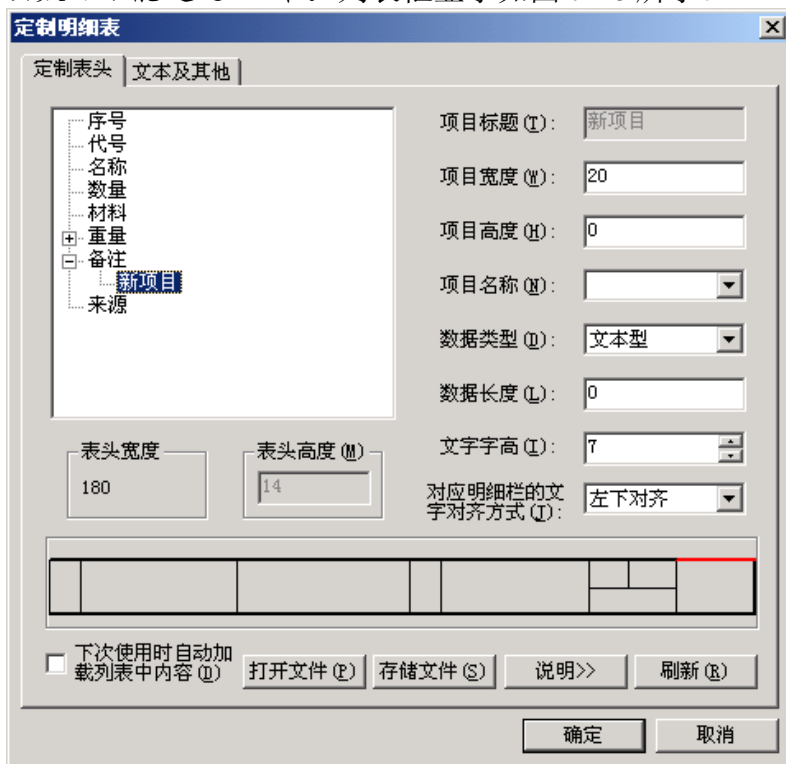 定制明细表
定制表头 文本及其他
序号
代号
名称
数量
材料
重量
备注
新项目
来源
项目标题(T): 新项目
项目宽度(W): 20
项目高度(H): 0
项目名称(N):
数据类型(D): 文本型
数据长度(L): 0
文字字高(I): 7
对应明细栏的文
字对齐方式(J): 左下对齐
表头宽度
180
表头高度(M)
14
下次使用时自动加
载列表中内容(D)
打开文件(P) 存储文件(S) 说明>> 刷新(R)
确定 取消